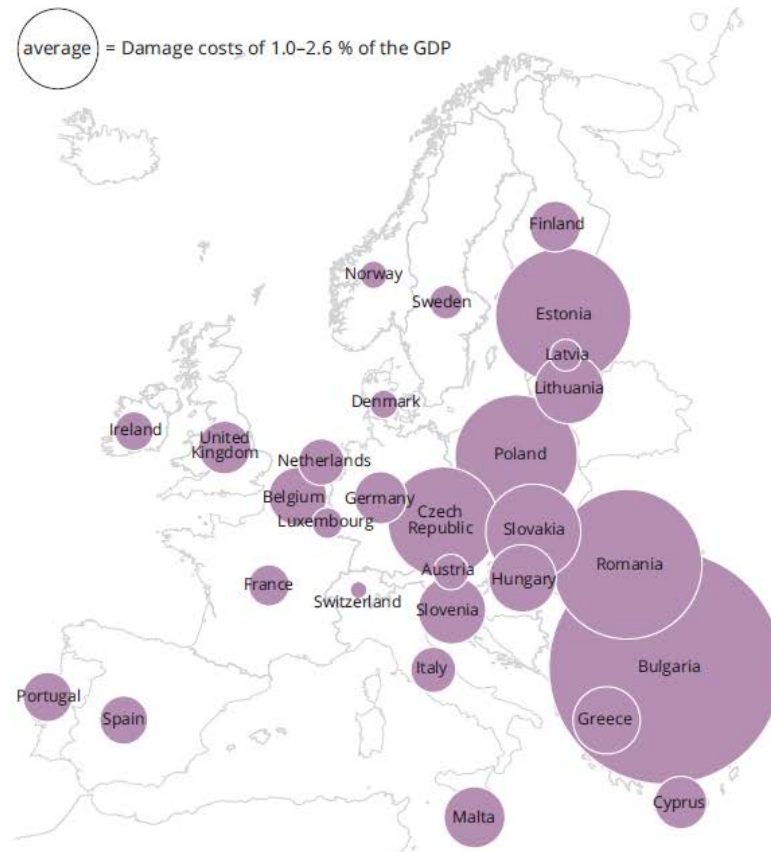 average = Damage costs of 1.0–2.6 % of the GDP
Finland
Norway
Sweden
Estonia
Latvia
Lithuania
Denmark
Ireland
United
Kingdom
Netherlands
Poland
Belgium
Germany
Luxembourg
Czech
Republic
Slovakia
Romania
Austria
Hungary
France
Switzerland
Slovenia
Italy
Bulgaria
Portugal
Spain
Greece
Cyprus
Malta